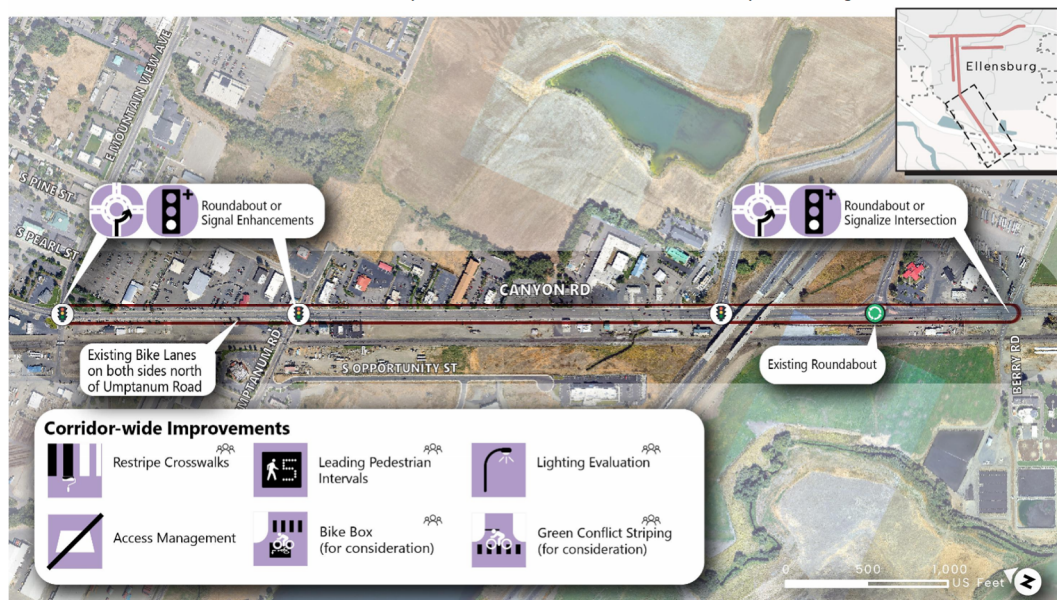 Ellensburg
E MOUNTAIN VIEW AVE
S PINE ST
S PEARL ST
Roundabout or
Signal Enhancements
Roundabout or
Signalize Intersection
CANYON RD
Existing Bike Lanes
on both sides north
of Umptanum Road
Existing Roundabout
S OPPORTUNITY ST
BERRY RD
Corridor-wide Improvements
Restripe Crosswalks
Leading Pedestrian
Intervals
Lighting Evaluation
Access Management
Bike Box
(for consideration)
Green Conflict Striping
(for consideration)
0 500 1,000
US Feet
Z